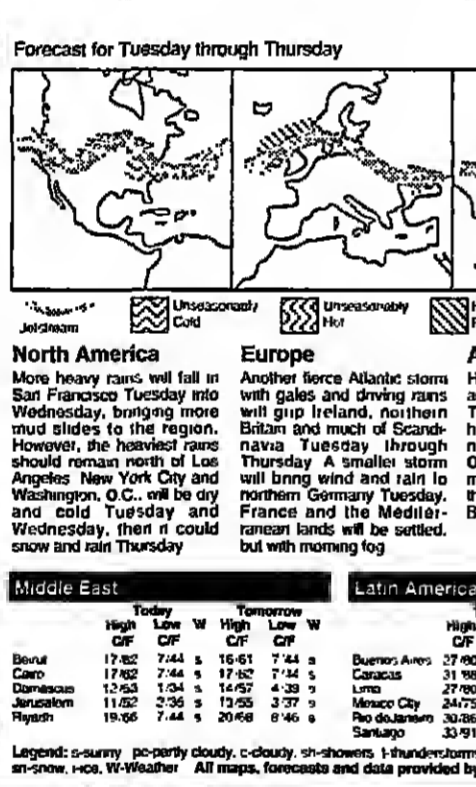 Forecast for Tuesday through Thursday
Jetstream
Unseasonably
Cold
Unseasonably
Hot
North America
More heavy rains will fall in
San Francisco Tuesday into
Wednesday, bringing more
mud slides to the region.
However, the heaviest rains
should remain north of Los
Angeles New York City and
Washington, D.C., will be dry
and cold Tuesday and
Wednesday, then it could
snow and rain Thursday
Europe
Another fierce Atlantic storm
with gales and driving rains
will grip Ireland, northern
Britain and much of Scandi-
navia Tuesday through
Thursday A smaller storm
will bring wind and rain to
northern Germany Tuesday.
France and the Mediter-
ranean lands will be settled,
but with morning fog
Middle East
Today Tomorrow
High Low W High Low W
C/F C/F C/F C/F
Beirut 17/62 7/44 s 16/61 7/44 s
Cairo 17/62 7/44 s 17/62 7/44 s
Damascus 12/53 1/34 s 14/57 4/39 s
Jerusalem 11/52 2/36 s 13/55 3/37 s
Riyadh 19/66 7/44 s 20/68 8/46 s
Latin America
High
C/F
Buenos Aires
Caracas 31/88
Lima
Mexico City 24/75
Rio de Janeiro 30/86
Santiago 33/91
Legend: s-sunny pc-partly cloudy, c-cloudy, sh-showers t-thunderstorms
sn-snow, i-ice, W-Weather All maps, forecasts and data provided by